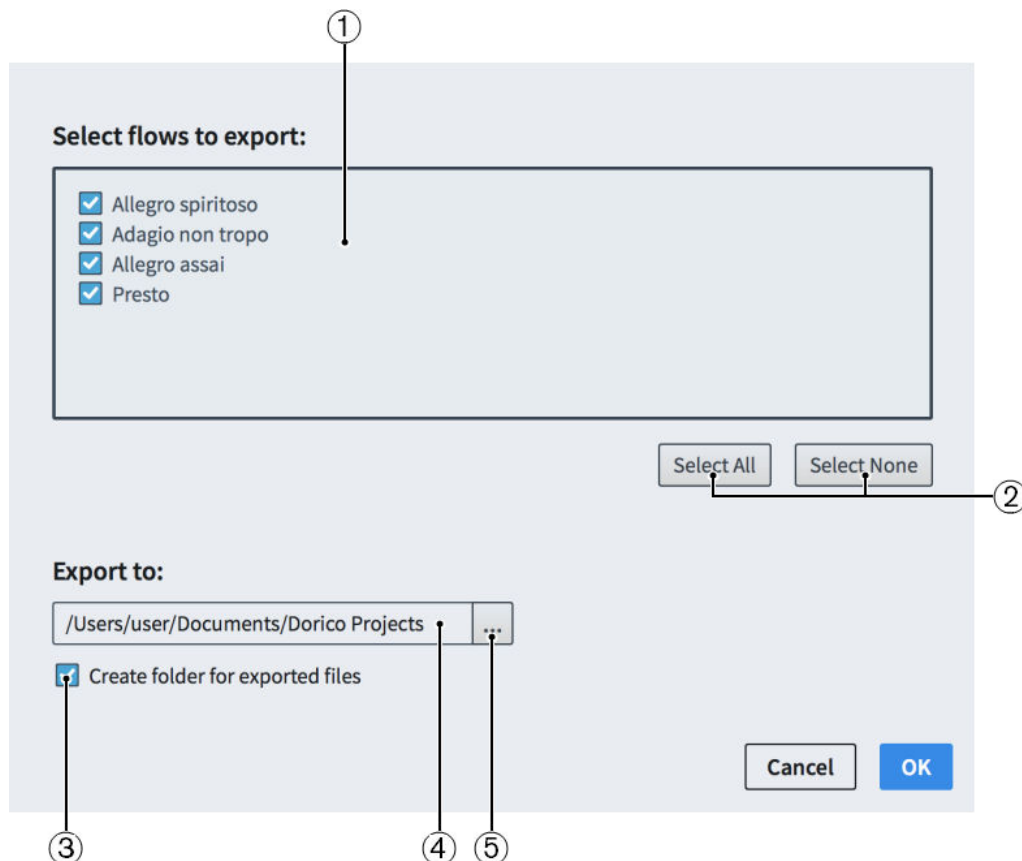 ①
Select flows to export:
Allegro spiritoso
Adagio non tropo
Allegro assai
Presto
Select All Select None
②
Export to:
/Users/user/Documents/Dorico Projects ...
Create folder for exported files
Cancel OK
③ ④ ⑤